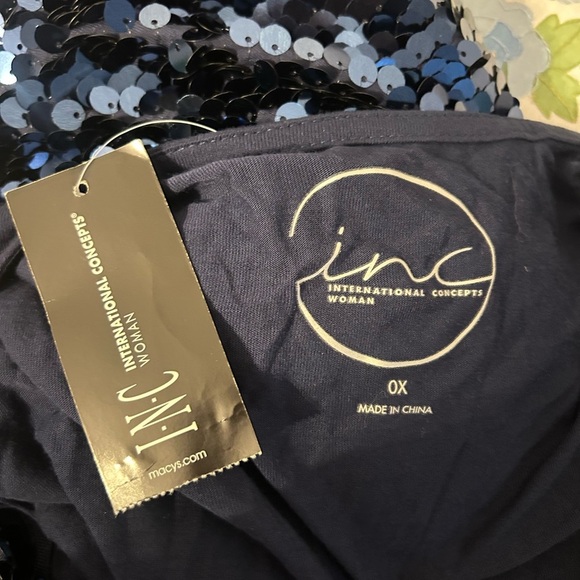 I·N·C
INTERNATIONAL CONCEPTS®
WOMAN
macys.com
inc
INTERNATIONAL CONCEPTS
WOMAN
0X
MADE IN CHINA